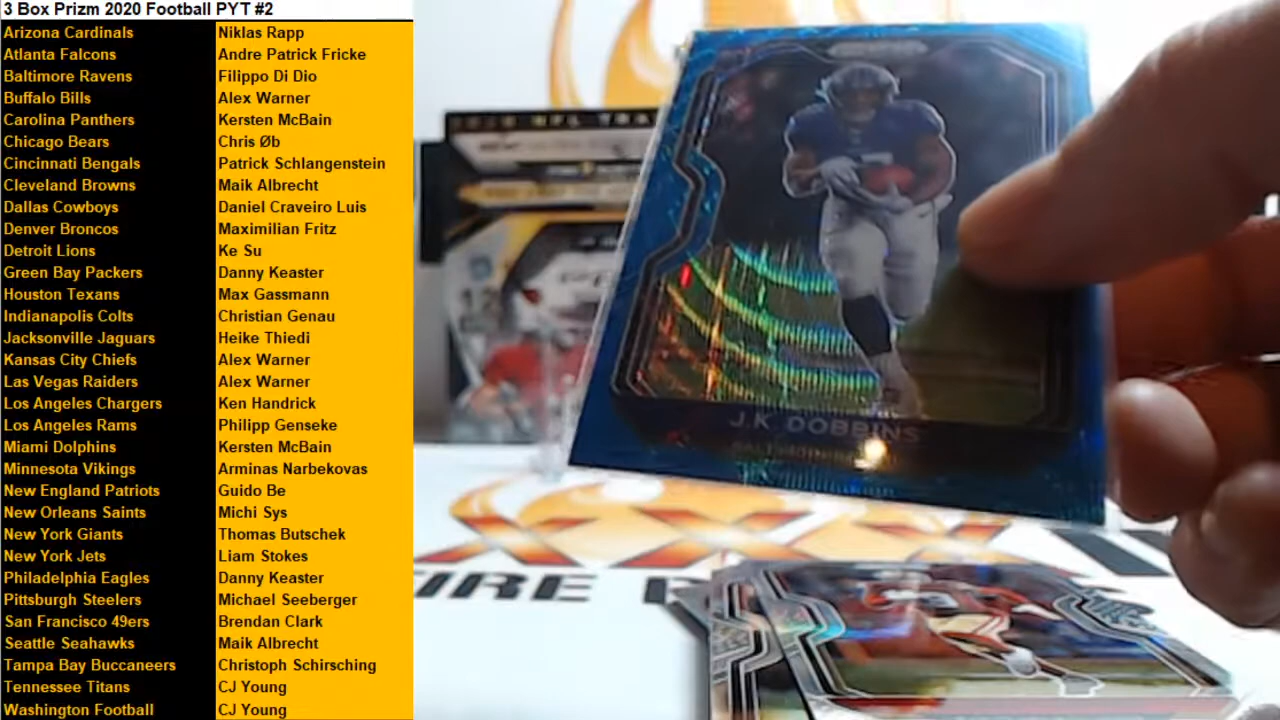 3 Box Prizm 2020 Football PYT #2
Arizona Cardinals Niklas Rapp
Atlanta Falcons Andre Patrick Fricke
Baltimore Ravens Filippo Di Dio
Buffalo Bills Alex Warner
Carolina Panthers Kersten McBain
Chicago Bears Chris Øb
Cincinnati Bengals Patrick Schlangenstein
Cleveland Browns Maik Albrecht
Dallas Cowboys Daniel Craveiro Luis
Denver Broncos Maximilian Fritz
Detroit Lions Ke Su
Green Bay Packers Danny Keaster
Houston Texans Max Gassmann
Indianapolis Colts Christian Genau
Jacksonville Jaguars Heike Thiedi
Kansas City Chiefs Alex Warner
Las Vegas Raiders Alex Warner
Los Angeles Chargers Ken Handrick
Los Angeles Rams Philipp Genseke
Miami Dolphins Kersten McBain
Minnesota Vikings Arminas Narbekovas
New England Patriots Guido Be
New Orleans Saints Michi Sys
New York Giants Thomas Butschek
New York Jets Liam Stokes
Philadelphia Eagles Danny Keaster
Pittsburgh Steelers Michael Seeberger
San Francisco 49ers Brendan Clark
Seattle Seahawks Maik Albrecht
Tampa Bay Buccaneers Christoph Schirsching
Tennessee Titans CJ Young
Washington Football CJ Young
PRIZM
J.K. DOBBINS